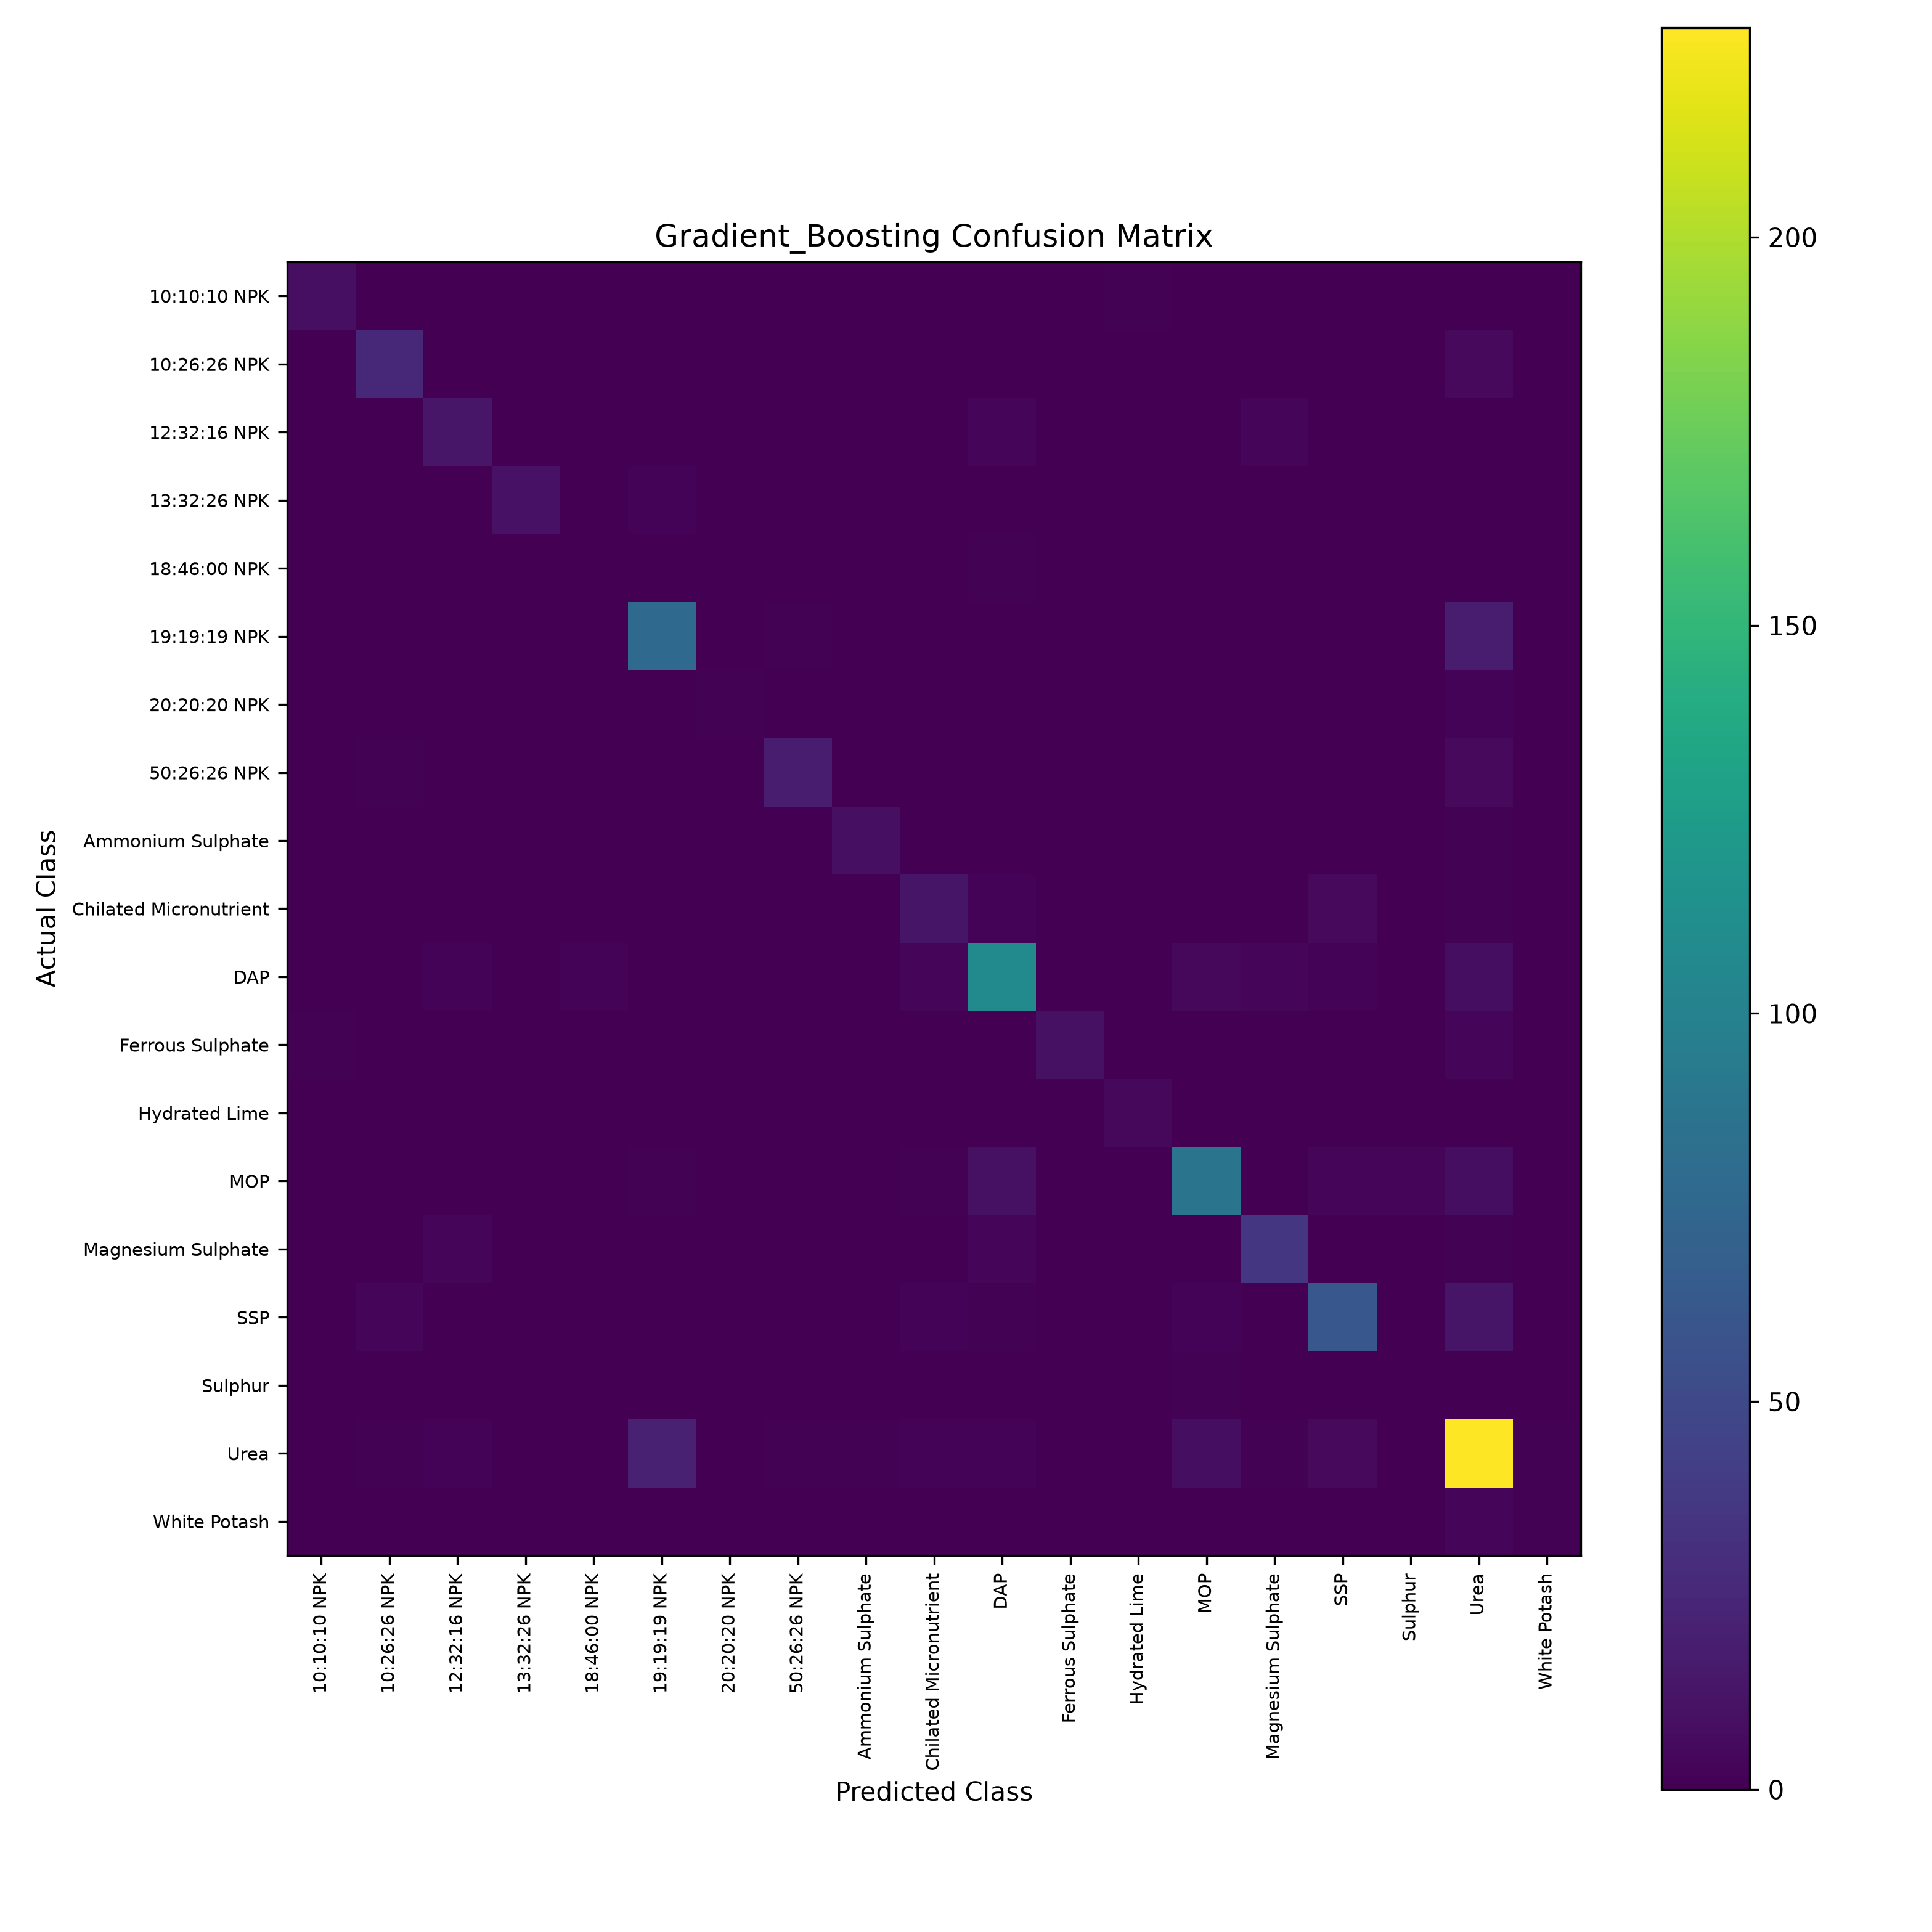 Gradient_Boosting Confusion Matrix
Actual Class
10:10:10 NPK
10:26:26 NPK
12:32:16 NPK
13:32:26 NPK
18:46:00 NPK
19:19:19 NPK
20:20:20 NPK
50:26:26 NPK
Ammonium Sulphate
Chilated Micronutrient
DAP
Ferrous Sulphate
Hydrated Lime
MOP
Magnesium Sulphate
SSP
Sulphur
Urea
White Potash
10:10:10 NPK
10:26:26 NPK
12:32:16 NPK
13:32:26 NPK
18:46:00 NPK
19:19:19 NPK
20:20:20 NPK
50:26:26 NPK
Ammonium Sulphate
Chilated Micronutrient
DAP
Ferrous Sulphate
Hydrated Lime
MOP
Magnesium Sulphate
SSP
Sulphur
Urea
White Potash
Predicted Class
200
150
100
50
0